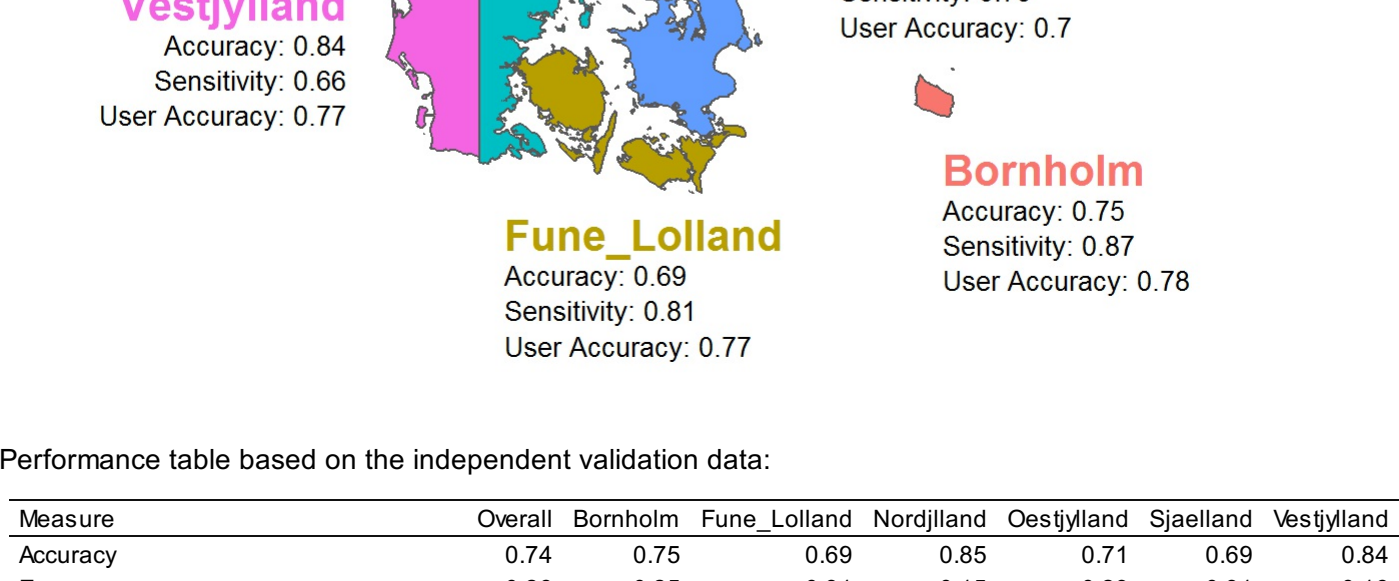 Vestjylland
Accuracy: 0.84
Sensitivity: 0.66
User Accuracy: 0.77
User Accuracy: 0.7
Bornholm
Accuracy: 0.75
Sensitivity: 0.87
User Accuracy: 0.78
Fune_Lolland
Accuracy: 0.69
Sensitivity: 0.81
User Accuracy: 0.77
Performance table based on the independent validation data:
Measure Overall Bornholm Fune_Lolland Nordjlland Oestjylland Sjaelland Vestjylland
Accuracy 0.74 0.75 0.69 0.85 0.71 0.69 0.84